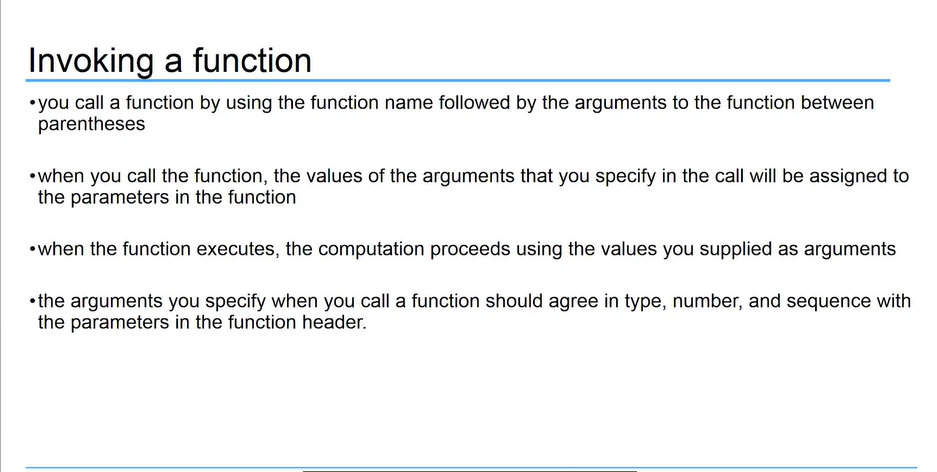 Invoking a function
•you call a function by using the function name followed by the arguments to the function between
parentheses
•when you call the function, the values of the arguments that you specify in the call will be assigned to
the parameters in the function
•when the function executes, the computation proceeds using the values you supplied as arguments
•the arguments you specify when you call a function should agree in type, number, and sequence with
the parameters in the function header.